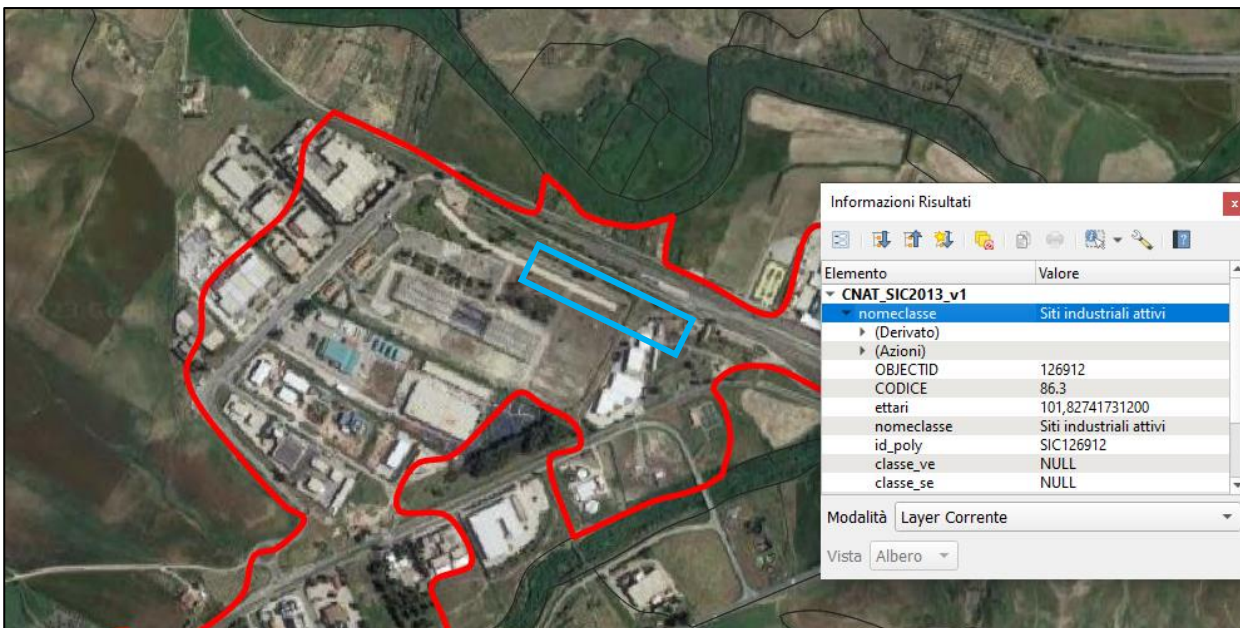 Informazioni Risultati
Elemento Valore
CNAT_SIC2013_v1
nomeclasse Siti industriali attivi
(Derivato)
(Azioni)
OBJECTID 126912
CODICE 86.3
ettari 101,82741731200
nomeclasse Siti industriali attivi
id_poly SIC126912
classe_ve NULL
classe_se NULL
Modalità Layer Corrente
Vista Albero